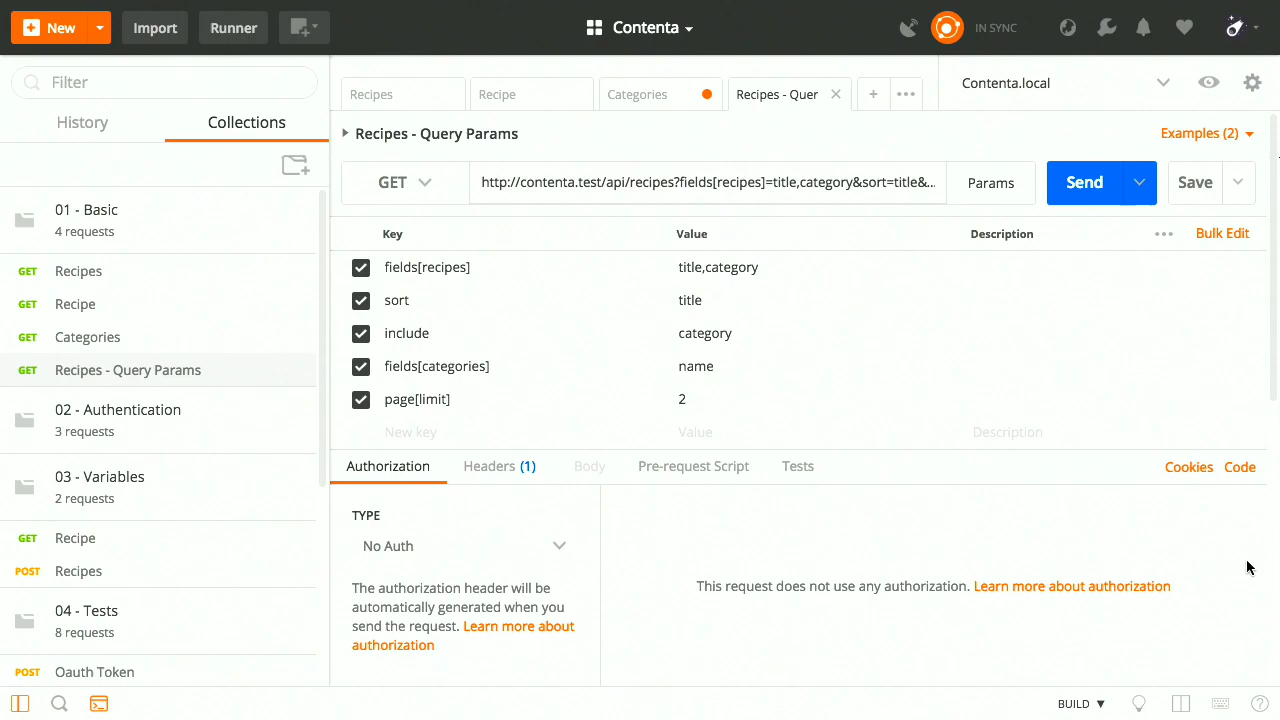 New
Import
Runner
Contenta
IN SYNC
Filter
History
Collections
01 - Basic
4 requests
GET Recipes
GET Recipe
GET Categories
GET Recipes - Query Params
02 - Authentication
3 requests
03 - Variables
2 requests
GET Recipe
POST Recipes
04 - Tests
8 requests
POST Oauth Token
Recipes
Recipe
Categories
Recipes - Quer
Contenta.local
Recipes - Query Params
Examples (2)
GET
http://contenta.test/api/recipes?fields[recipes]=title,category&sort=title&...
Params
Send
Save
Key Value Description
Bulk Edit
fields[recipes] title,category
sort title
include category
fields[categories] name
page[limit] 2
New key Value Description
Authorization Headers (1) Body Pre-request Script Tests
Cookies Code
TYPE
No Auth
The authorization header will be
automatically generated when you
send the request. Learn more about
authorization
This request does not use any authorization. Learn more about authorization
BUILD